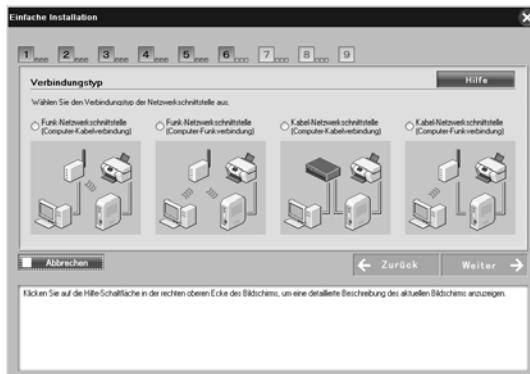 Einfache Installation
1 2 3 4 5 6 7 8 9
Verbindungstyp
Hilfe
Wählen Sie den Verbindungstyp der Netzwerkschnittstelle aus.
Funk-Netzwerkschnittstelle
(Computer-Kabelverbindung)
Funk-Netzwerkschnittstelle
(Computer-Funkverbindung)
Kabel-Netzwerkschnittstelle
(Computer-Kabelverbindung)
Kabel-Netzwerkschnittstelle
(Computer-Funkverbindung)
Abbrechen
Zurück
Weiter
Klicken Sie auf die Hilfe-Schaltfläche in der rechten oberen Ecke des Bildschirms, um eine detaillierte Beschreibung des aktuellen Bildschirms anzuzeigen.